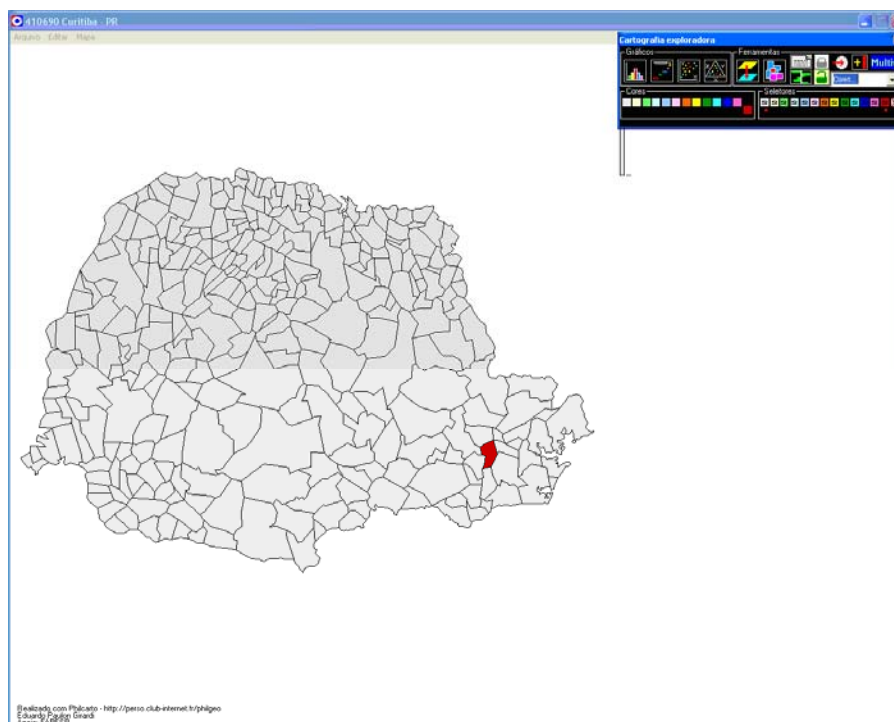 410690 Curitiba - PR
Arquivo Editar Mapa
Cartografia exploradora
Gráficos
Ferramentas
Multi
Cores
Seletores
Realizado com Philcarto - http://perso.club-internet.fr/philgeo
Eduardo Paulon Girardi